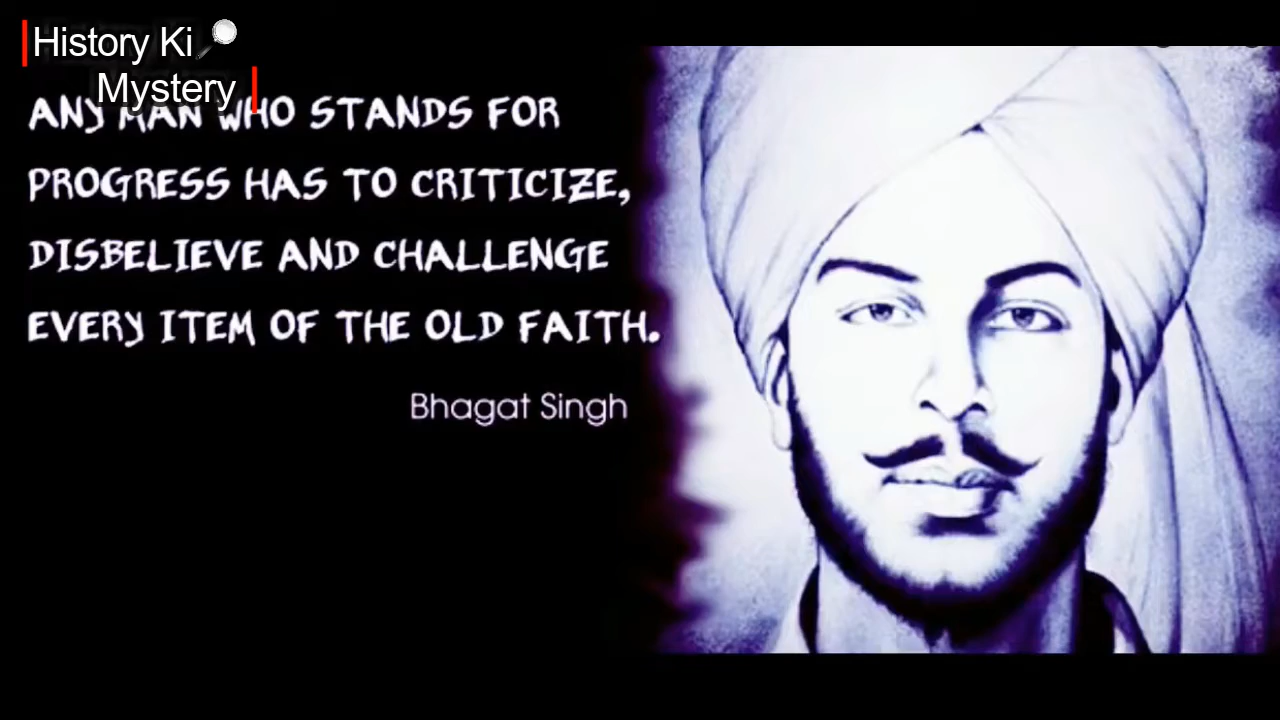 History Ki
Mystery
ANY MAN WHO STANDS FOR
PROGRESS HAS TO CRITICIZE,
DISBELIEVE AND CHALLENGE
EVERY ITEM OF THE OLD FAITH.
Bhagat Singh